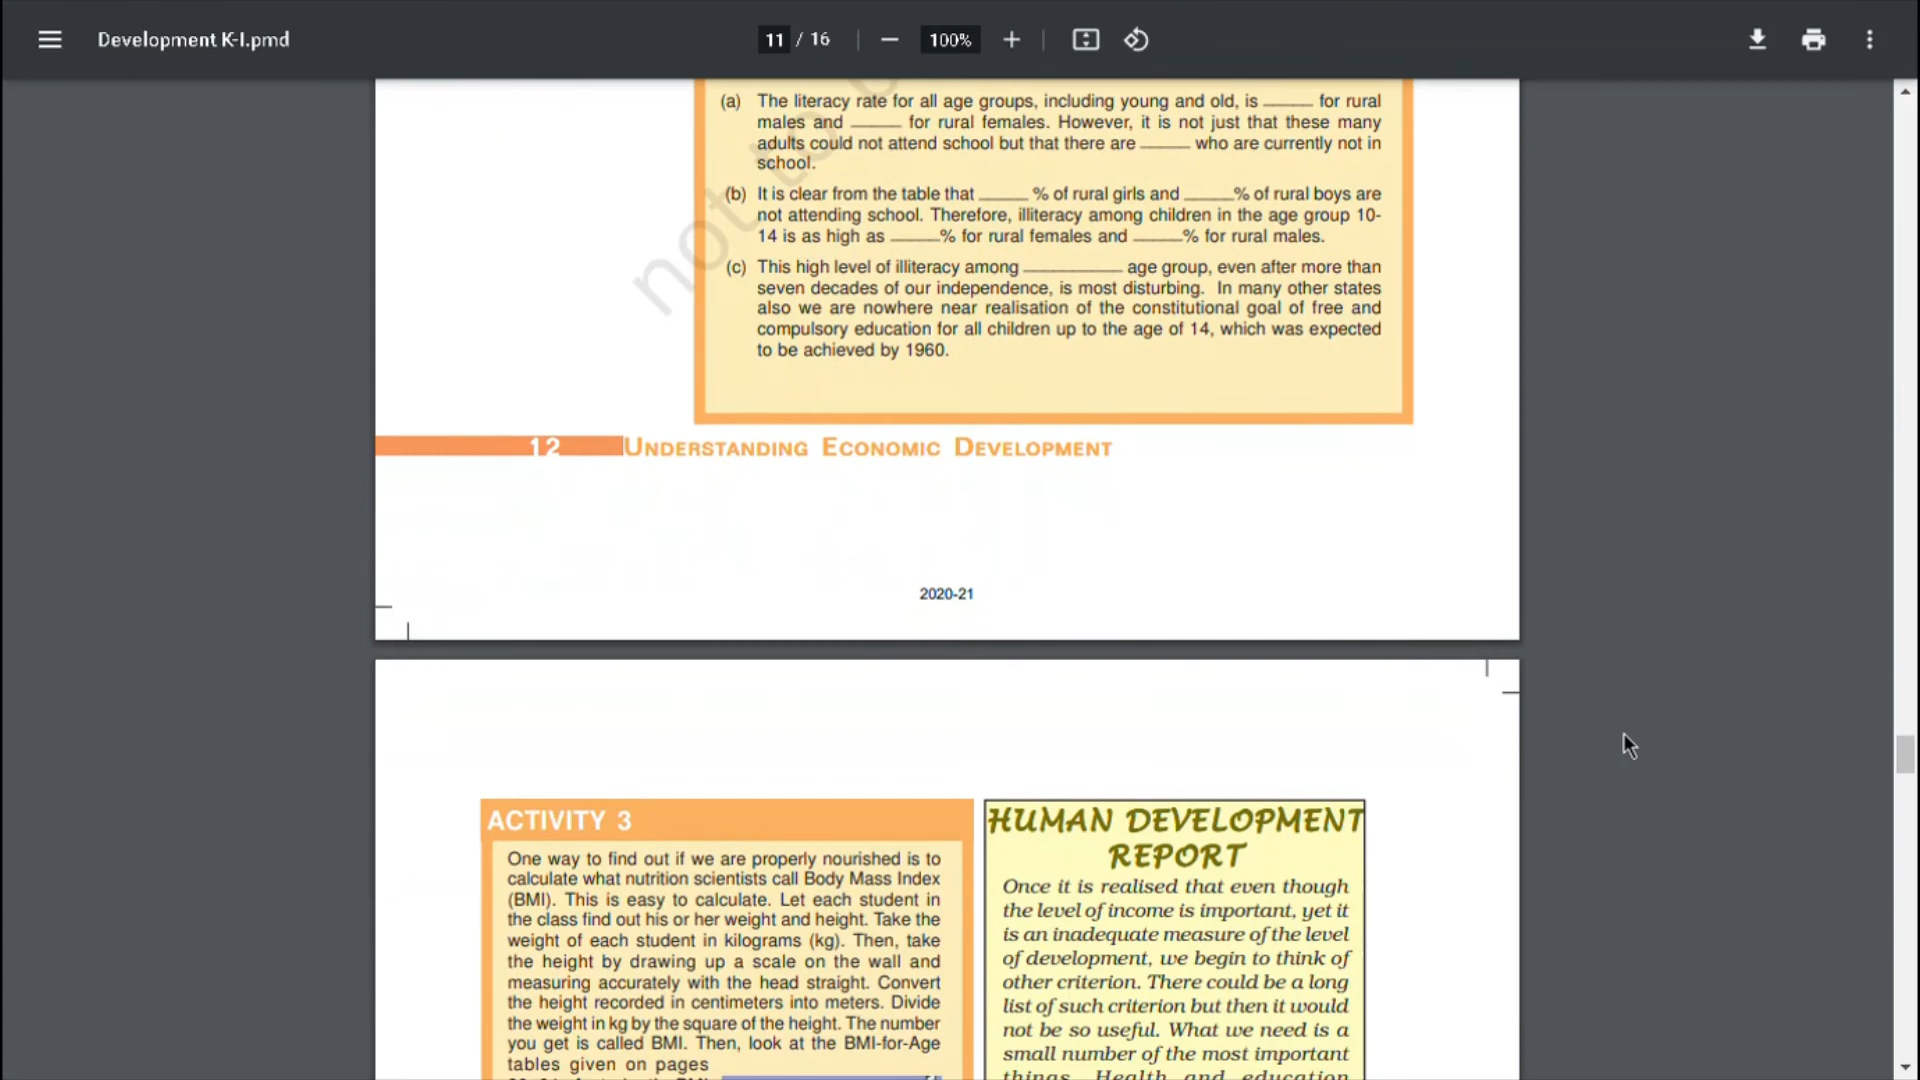 Development K-I.pmd
11 / 16
100%
(a) The literacy rate for all age groups, including young and old, is _____ for rural
males and _____ for rural females. However, it is not just that these many
adults could not attend school but that there are _____ who are currently not in
school.
(b) It is clear from the table that _____ % of rural girls and _____% of rural boys are
not attending school. Therefore, illiteracy among children in the age group 10-
14 is as high as _____% for rural females and _____% for rural males.
(c) This high level of illiteracy among __________ age group, even after more than
seven decades of our independence, is most disturbing. In many other states
also we are nowhere near realisation of the constitutional goal of free and
compulsory education for all children up to the age of 14, which was expected
to be achieved by 1960.
not to
12 UNDERSTANDING ECONOMIC DEVELOPMENT
2020-21
ACTIVITY 3
One way to find out if we are properly nourished is to
calculate what nutrition scientists call Body Mass Index
(BMI). This is easy to calculate. Let each student in
the class find out his or her weight and height. Take the
weight of each student in kilograms (kg). Then, take
the height by drawing up a scale on the wall and
measuring accurately with the head straight. Convert
the height recorded in centimeters into meters. Divide
the weight in kg by the square of the height. The number
you get is called BMI. Then, look at the BMI-for-Age
tables given on pages
HUMAN DEVELOPMENT
REPORT
Once it is realised that even though
the level of income is important, yet it
is an inadequate measure of the level
of development, we begin to think of
other criterion. There could be a long
list of such criterion but then it would
not be so useful. What we need is a
small number of the most important
things. Health and education